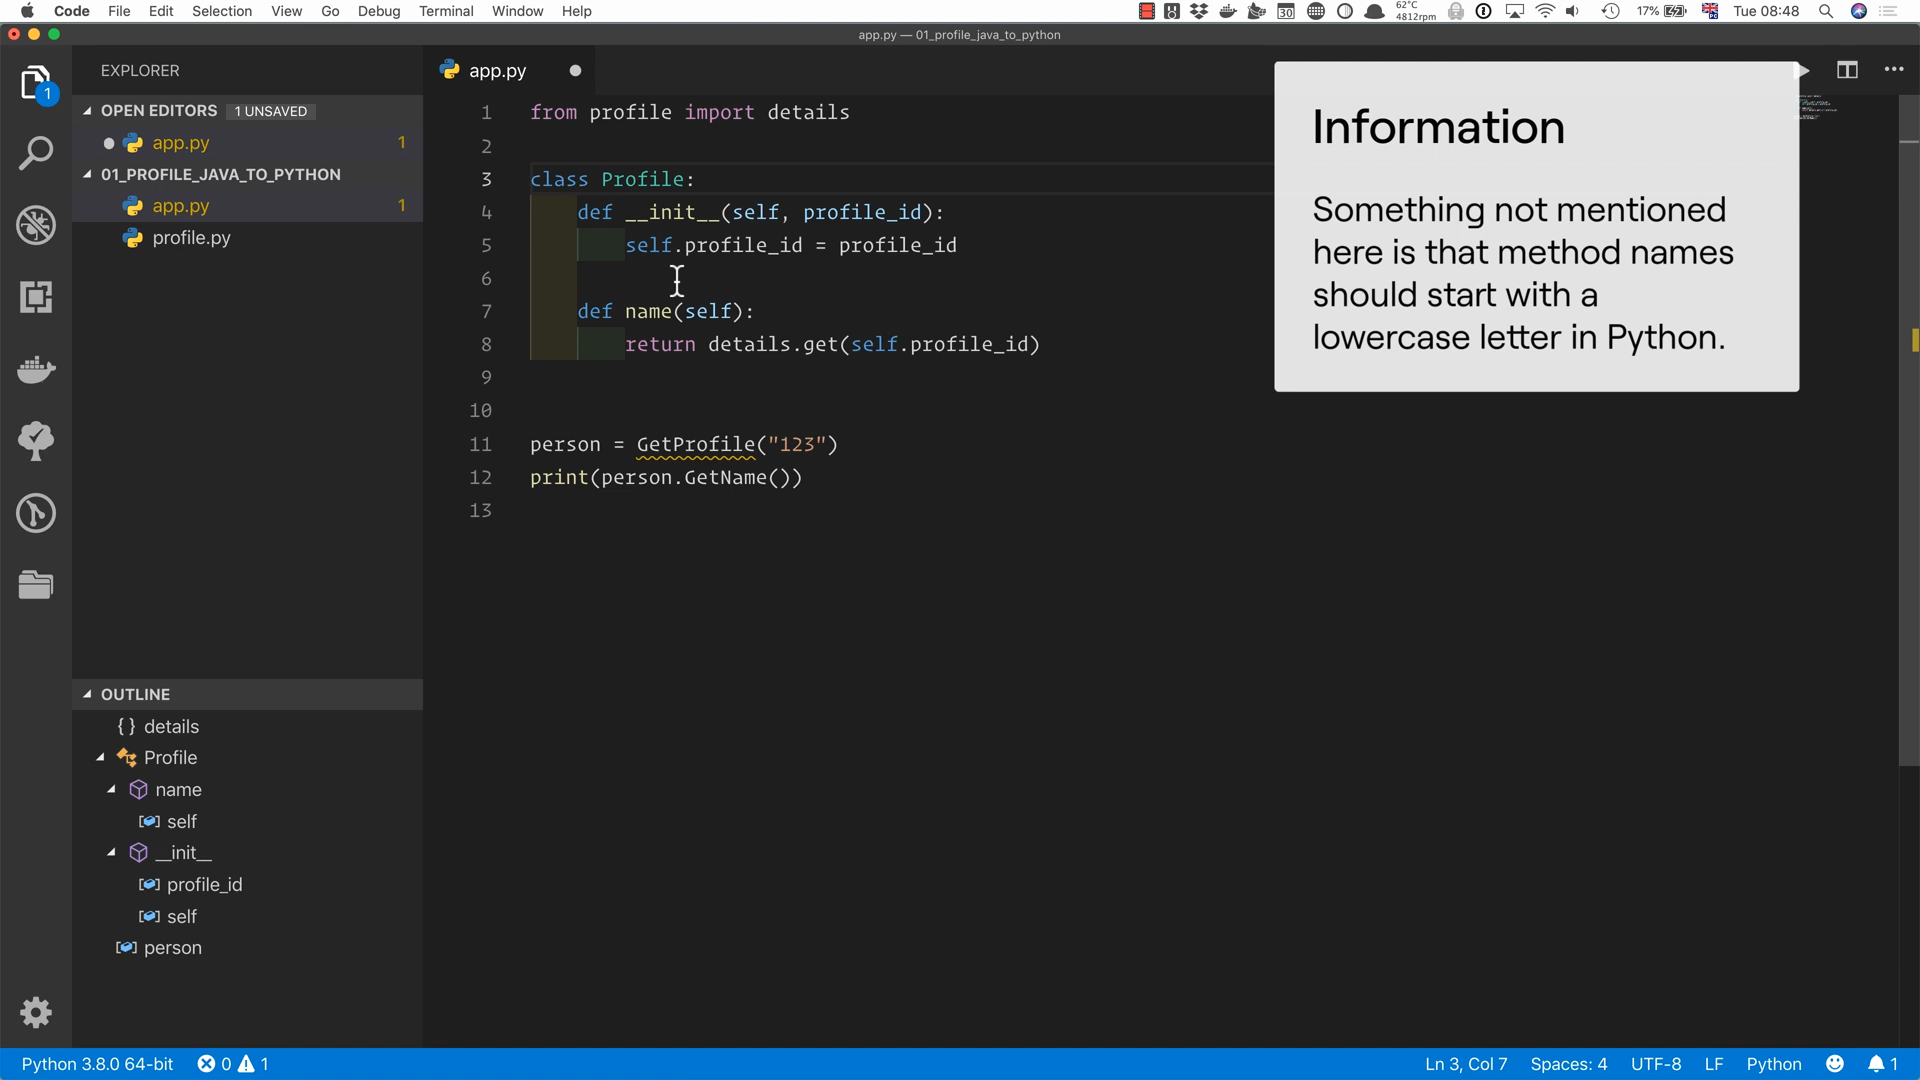 Code File Edit Selection View Go Debug Terminal Window Help
30 62°C 4812rpm 17% Tue 08:48
app.py — 01_profile_java_to_python
EXPLORER
OPEN EDITORS 1 UNSAVED
app.py 1
01_PROFILE_JAVA_TO_PYTHON
app.py 1
profile.py
1
app.py
1 from profile import details
2
3 class Profile:
4 def __init__(self, profile_id):
5 self.profile_id = profile_id
6
7 def name(self):
8 return details.get(self.profile_id)
9
10
11 person = GetProfile("123")
12 print(person.GetName())
13
Information
Something not mentioned
here is that method names
should start with a
lowercase letter in Python.
OUTLINE
{ } details
Profile
name
self
__init__
profile_id
self
person
Python 3.8.0 64-bit 0 1
Ln 3, Col 7 Spaces: 4 UTF-8 LF Python 1